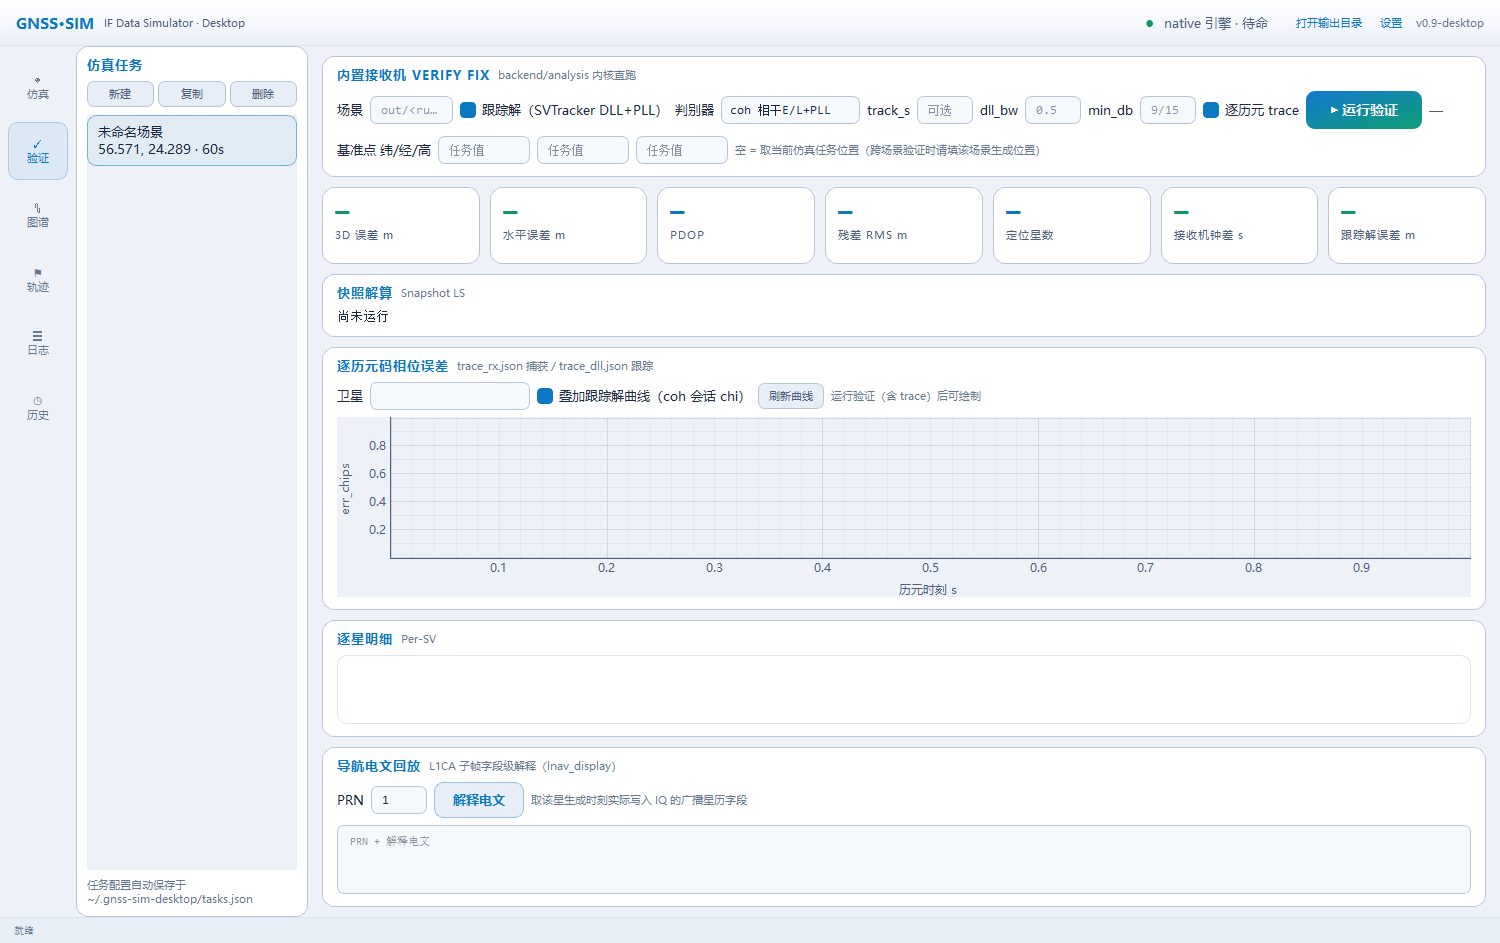 GNSS•SIM IF Data Simulator · Desktop
native 引擎 · 待命 打开输出目录 设置 v0.9-desktop
仿真
验证
图谱
轨迹
日志
历史
仿真任务
新建 复制 删除
未命名场景
56.571, 24.289 · 60s
任务配置自动保存于
~/.gnss-sim-desktop/tasks.json
内置接收机 VERIFY FIX backend/analysis 内核直跑
场景 out/<ru… 跟踪解（SVTracker DLL+PLL） 判别器 coh 相干E/L+PLL track_s 可选 dll_bw 0.5 min_db 9/15 逐历元 trace ▸ 运行验证 —
基准点 纬/经/高 任务值 任务值 任务值 空 = 取当前仿真任务位置（跨场景验证时请填该场景生成位置）
— — — — — — —
3D 误差 m 水平误差 m PDOP 残差 RMS m 定位星数 接收机钟差 s 跟踪解误差 m
快照解算 Snapshot LS
尚未运行
逐历元码相位误差 trace_rx.json 捕获 / trace_dll.json 跟踪
卫星 叠加跟踪解曲线（coh 会话 chi） 刷新曲线 运行验证（含 trace）后可绘制
err_chips
0.8
0.6
0.4
0.2
0.1 0.2 0.3 0.4 0.5 0.6 0.7 0.8 0.9
历元时刻 s
逐星明细 Per-SV
导航电文回放 L1CA 子帧字段级解释（lnav_display）
PRN 1 解释电文 取该星生成时刻实际写入 IQ 的广播星历字段
PRN + 解释电文
就绪